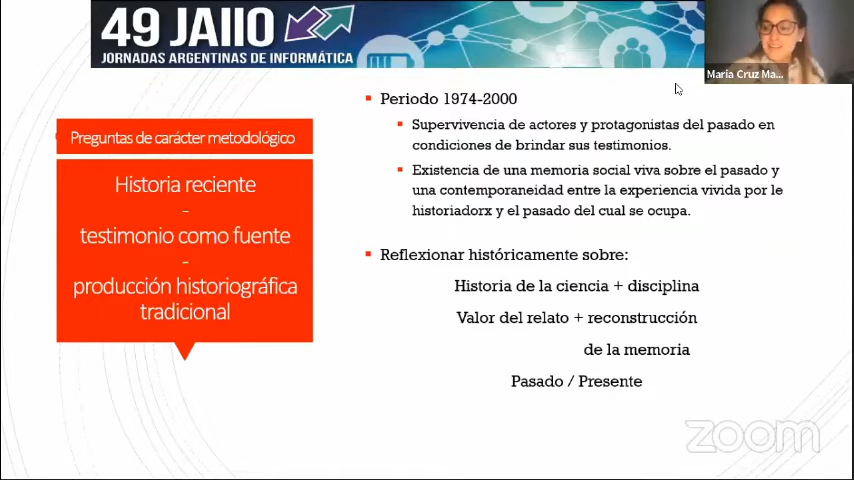 49 JAIIO
JORNADAS ARGENTINAS DE INFORMÁTICA
Maria Cruz Ma...
Preguntas de carácter metodológico
Historia reciente
-
testimonio como fuente
-
producción historiográfica
tradicional
Periodo 1974-2000
Supervivencia de actores y protagonistas del pasado en
condiciones de brindar sus testimonios.
Existencia de una memoria social viva sobre el pasado y
una contemporaneidad entre la experiencia vivida por le
historiadorx y el pasado del cual se ocupa.
Reflexionar históricamente sobre:
Historia de la ciencia + disciplina
Valor del relato + reconstrucción
de la memoria
Pasado / Presente
zoom